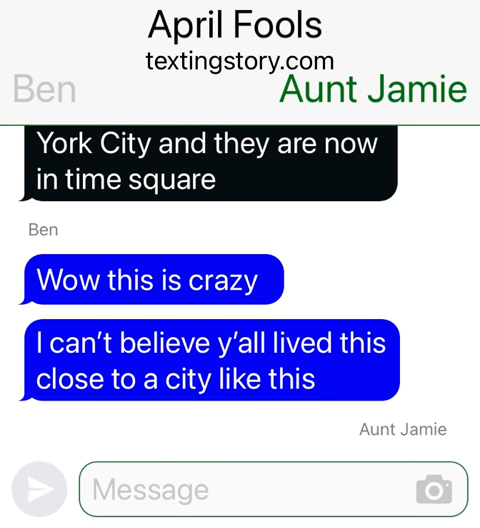 April Fools
textingstory.com
Ben
Aunt Jamie
York City and they are now
in time square
Ben
Wow this is crazy
I can't believe y'all lived this
close to a city like this
Aunt Jamie
Message